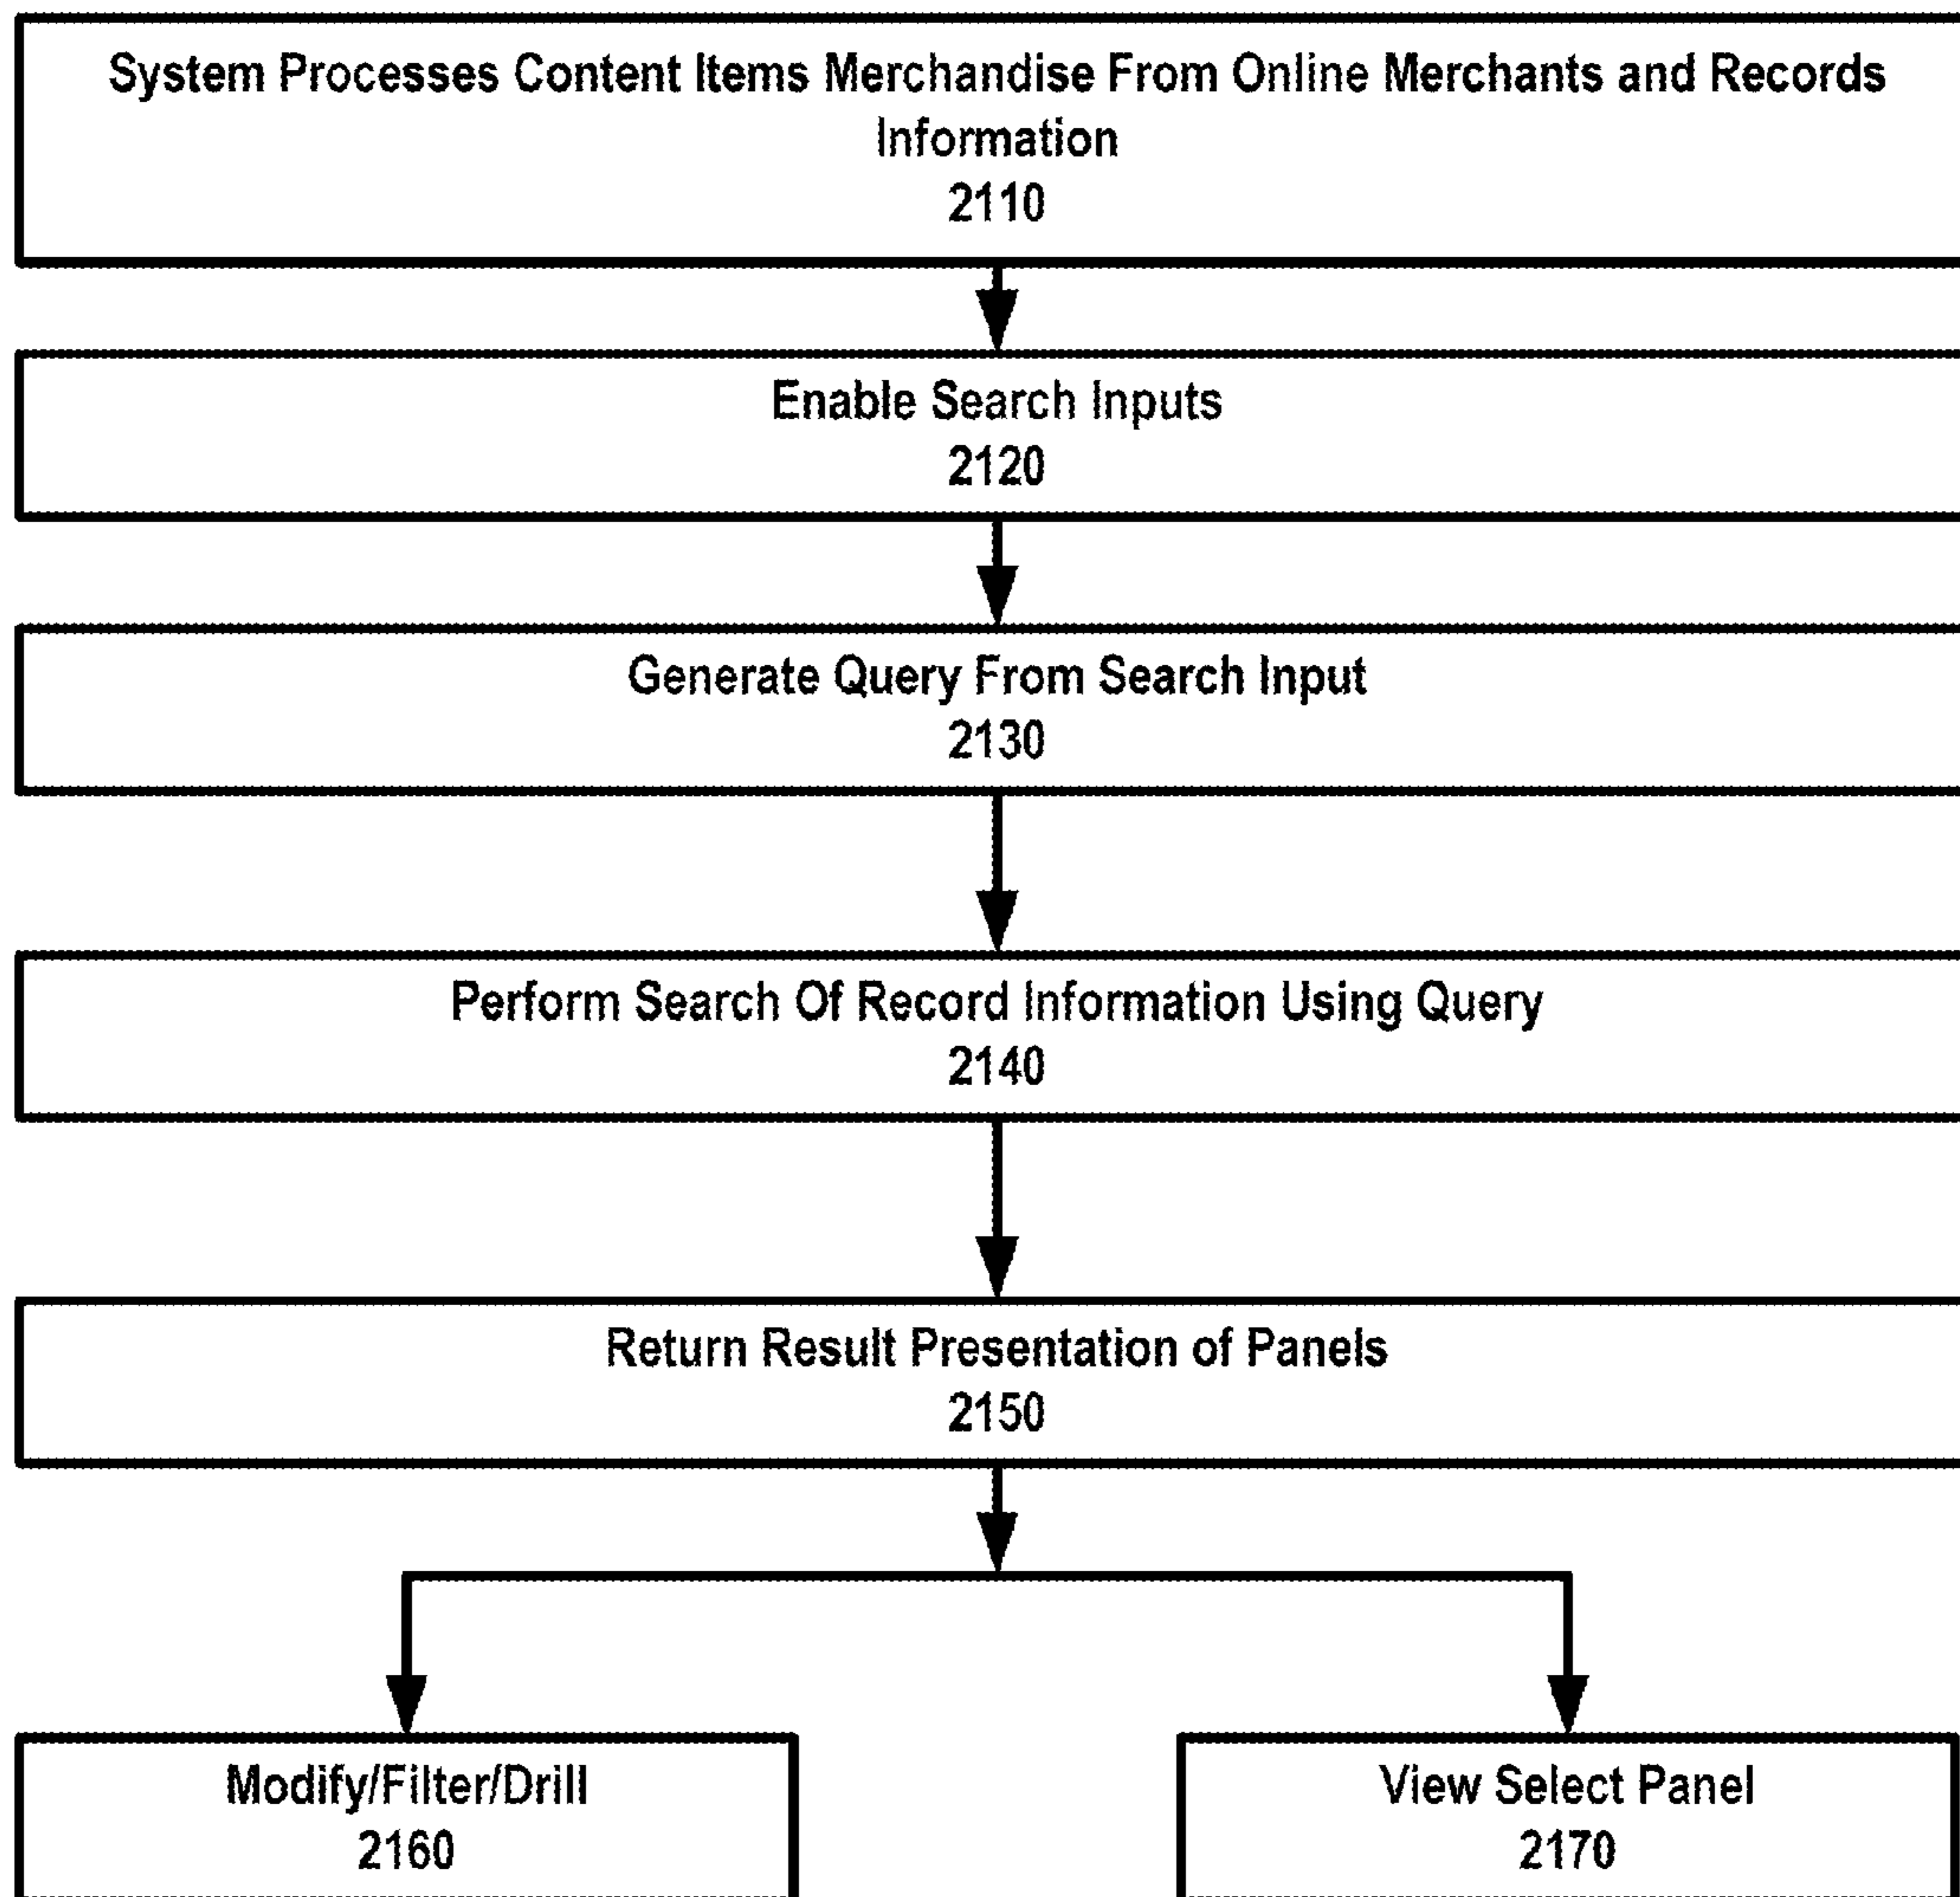 System Processes Content Items Merchandise From Online Merchants and Records
Information
2110
Enable Search Inputs
2120
Generate Query From Search Input
2130
Perform Search Of Record Information Using Query
2140
Return Result Presentation of Panels
2150
Modify/Filter/Drill
2160
View Select Panel
2170